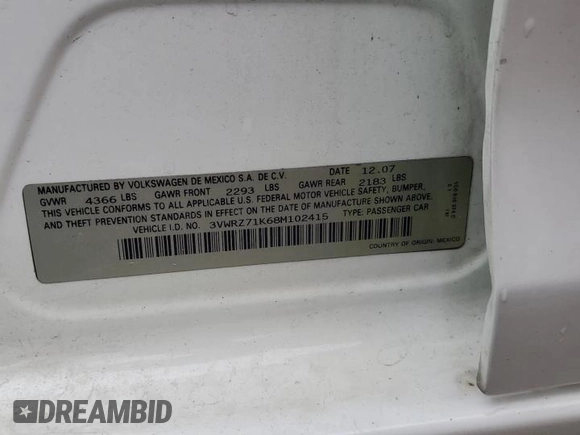 MANUFACTURED BY VOLKSWAGEN DE MEXICO S.A. DE C.V. DATE 12.07
GVWR 4366 LBS GAWR FRONT 2293 LBS GAWR REAR 2183 LBS
THIS VEHICLE CONFORMS TO ALL APPLICABLE U.S. FEDERAL MOTOR VEHICLE SAFETY, BUMPER,
AND THEFT PREVENTION STANDARDS IN EFFECT ON THE DATE OF MANUFACTURE SHOWN ABOVE.
VEHICLE I.D. NO. 3VWRZ71K68M102415 TYPE: PASSENGER CAR
COUNTRY OF ORIGIN: MEXICO
DREAMBID